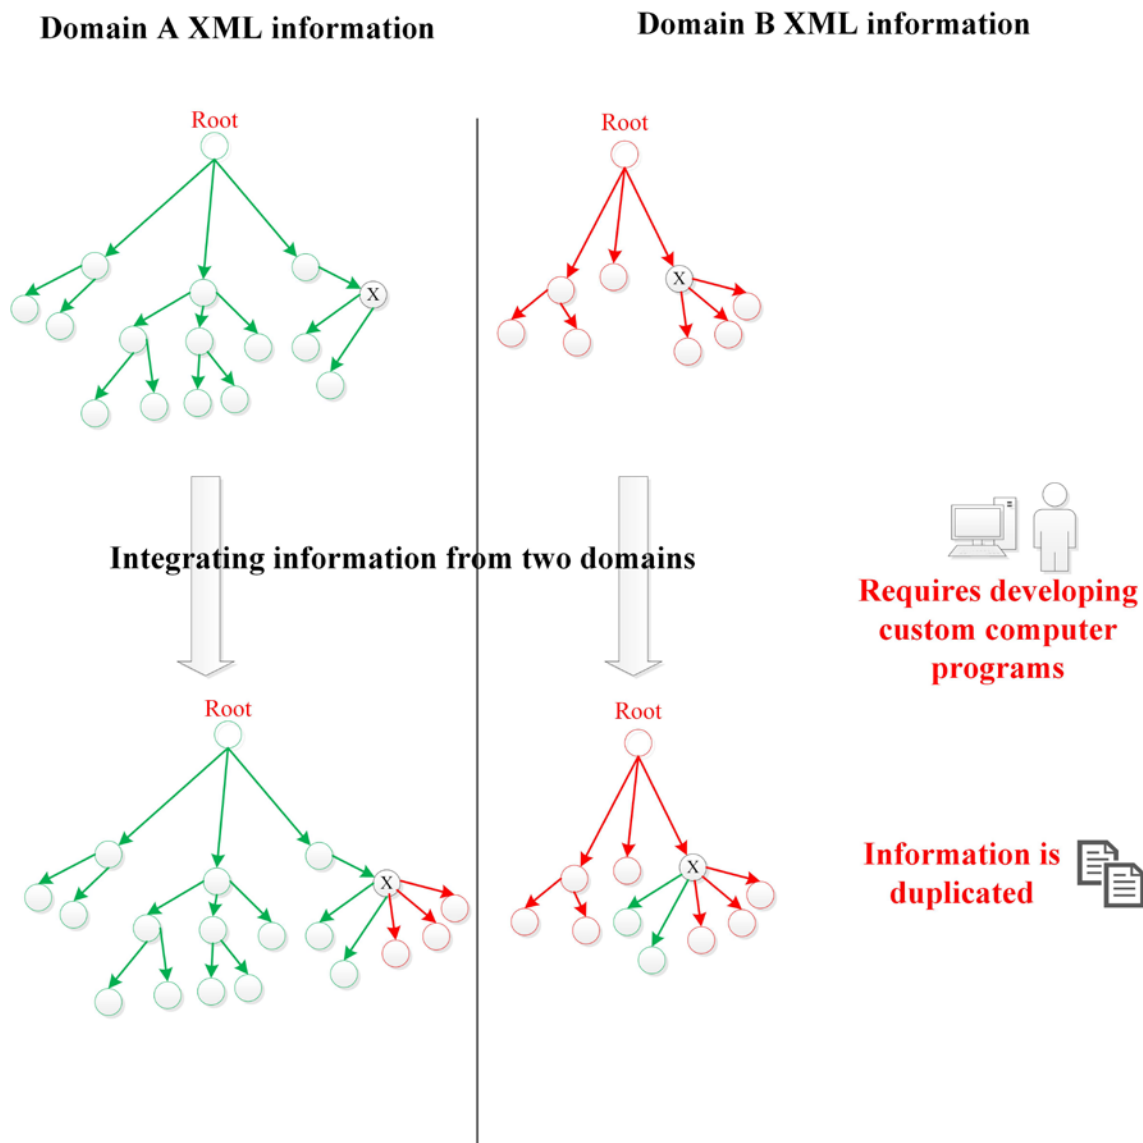 Domain A XML information
Domain B XML information
Root
Root
X
X
Integrating information from two domains
Requires developing
custom computer
programs
Root
Root
X
X
Information is
duplicated